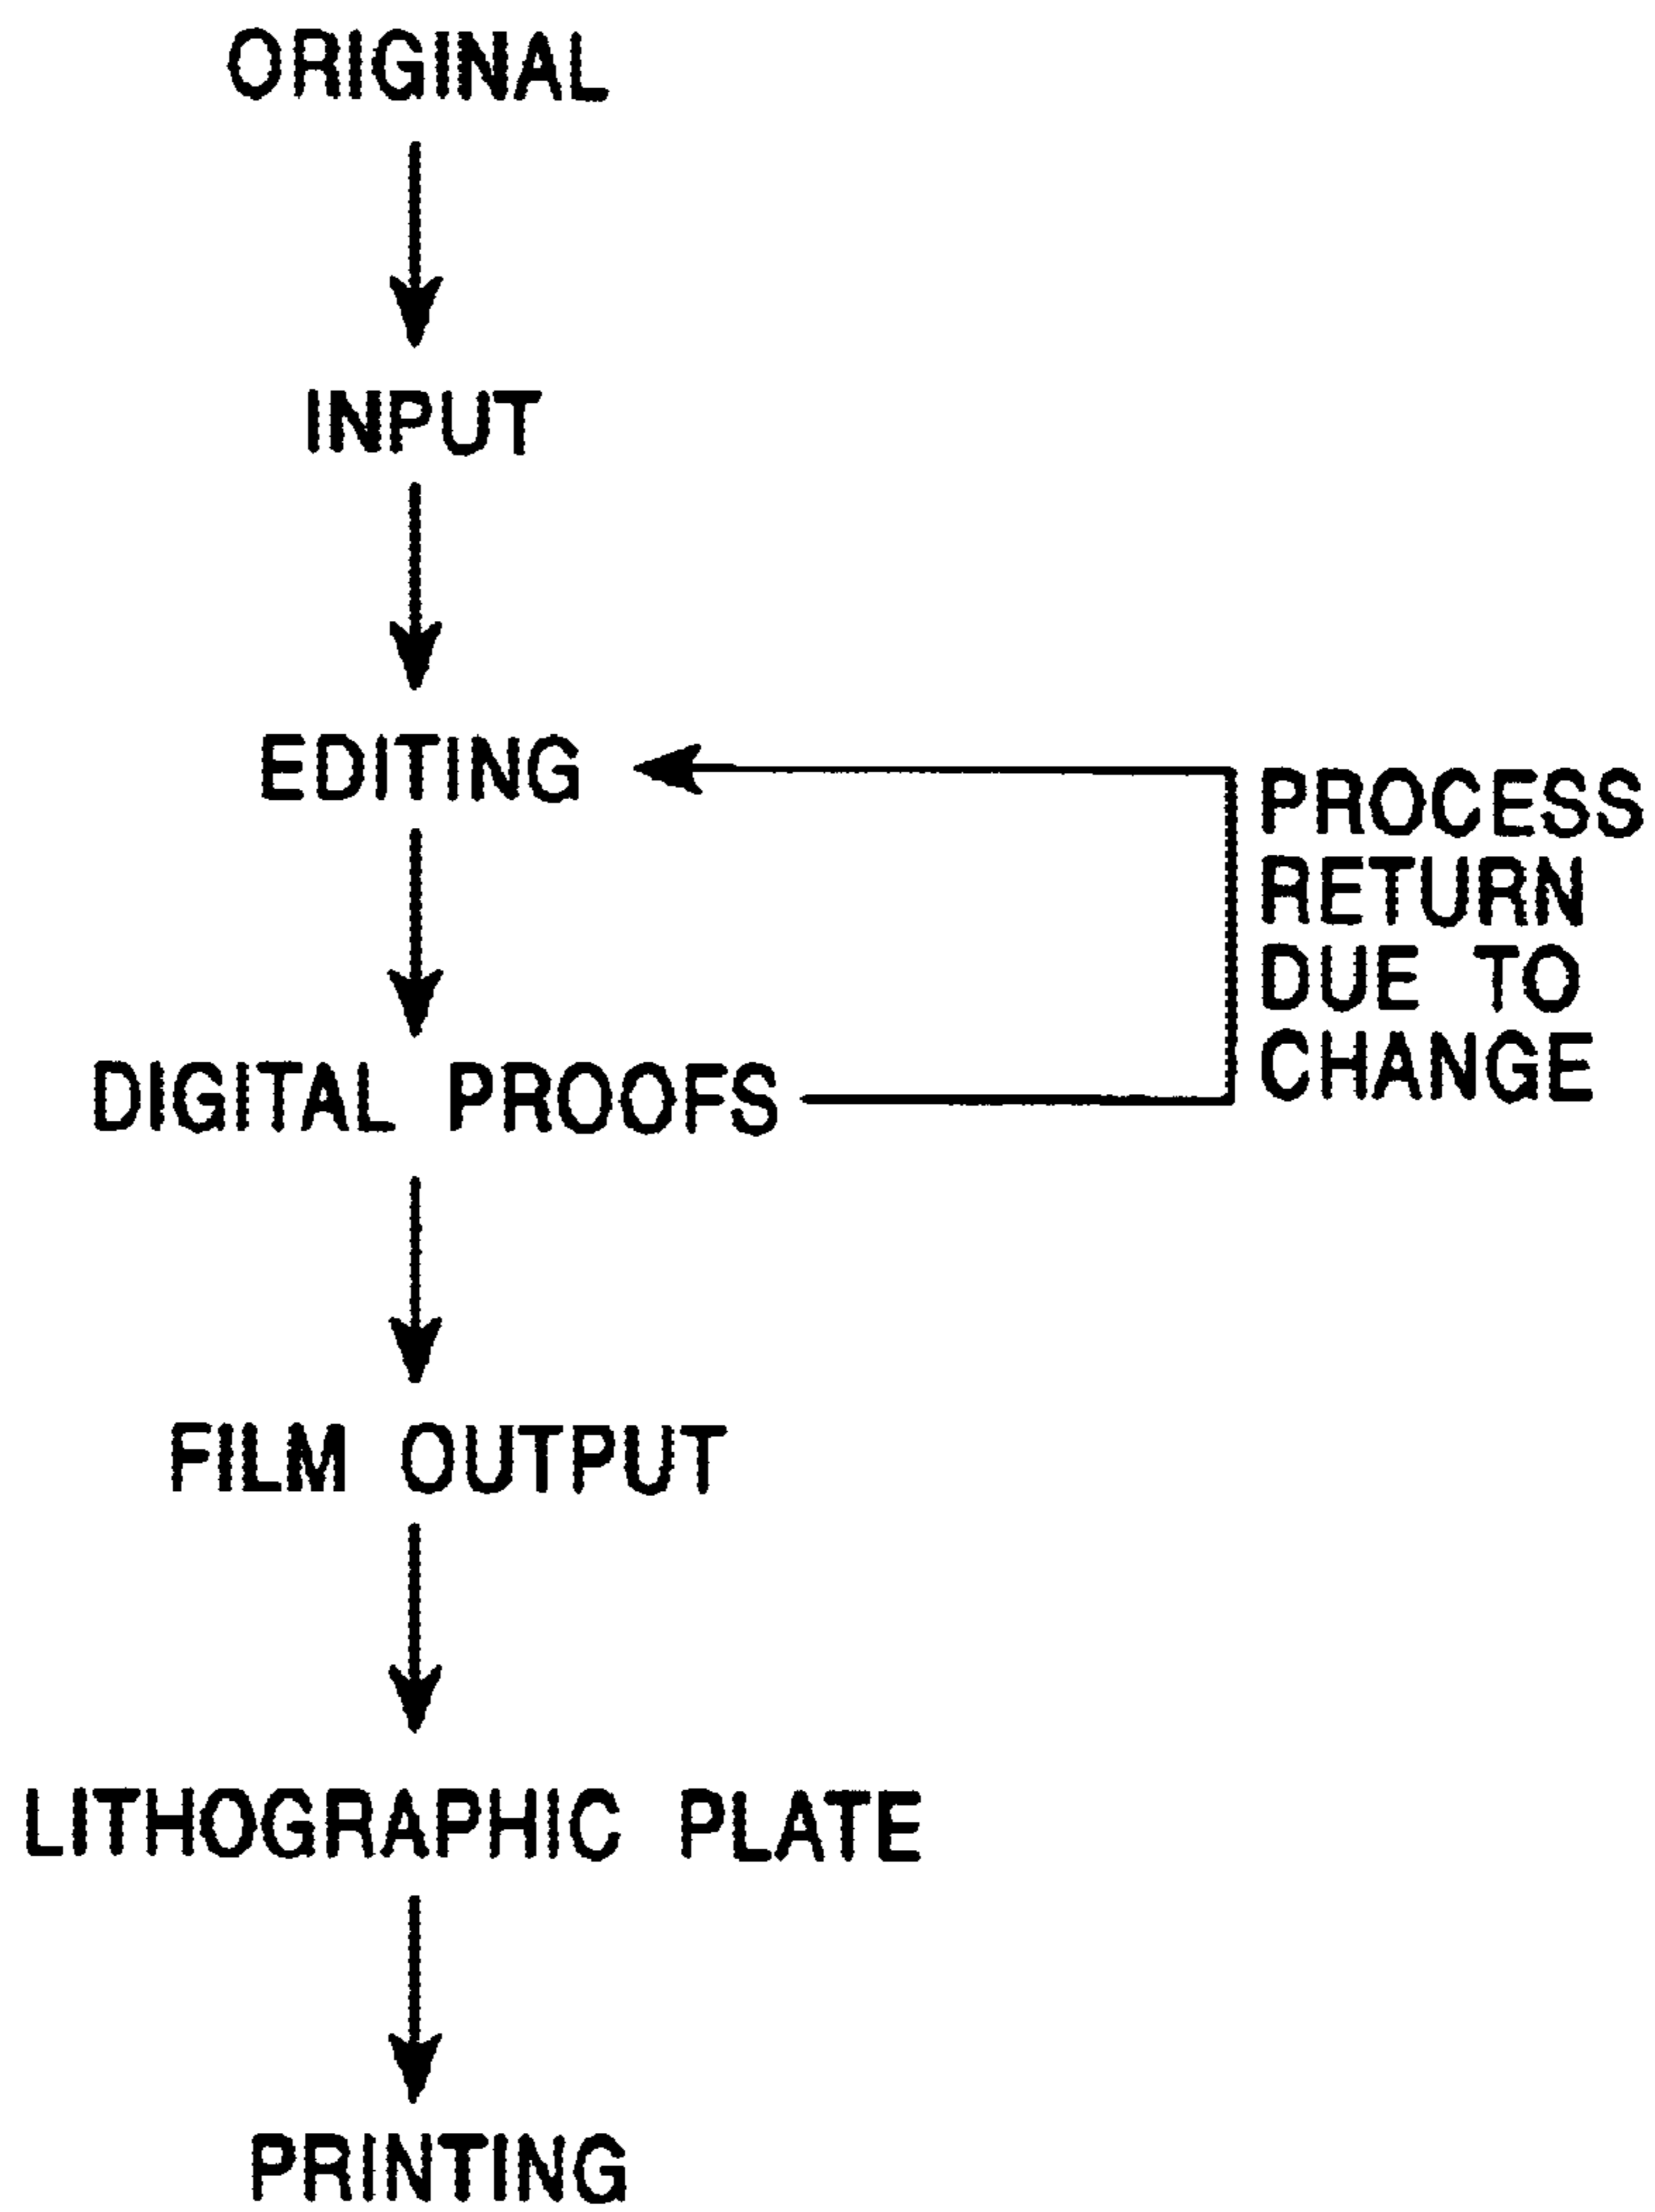 ORIGINAL
INPUT
EDITING
PROCESS
RETURN
DUE TO
CHANGE
DIGITAL PROOFS
FILM OUTPUT
LITHOGRAPHIC PLATE
PRINTING